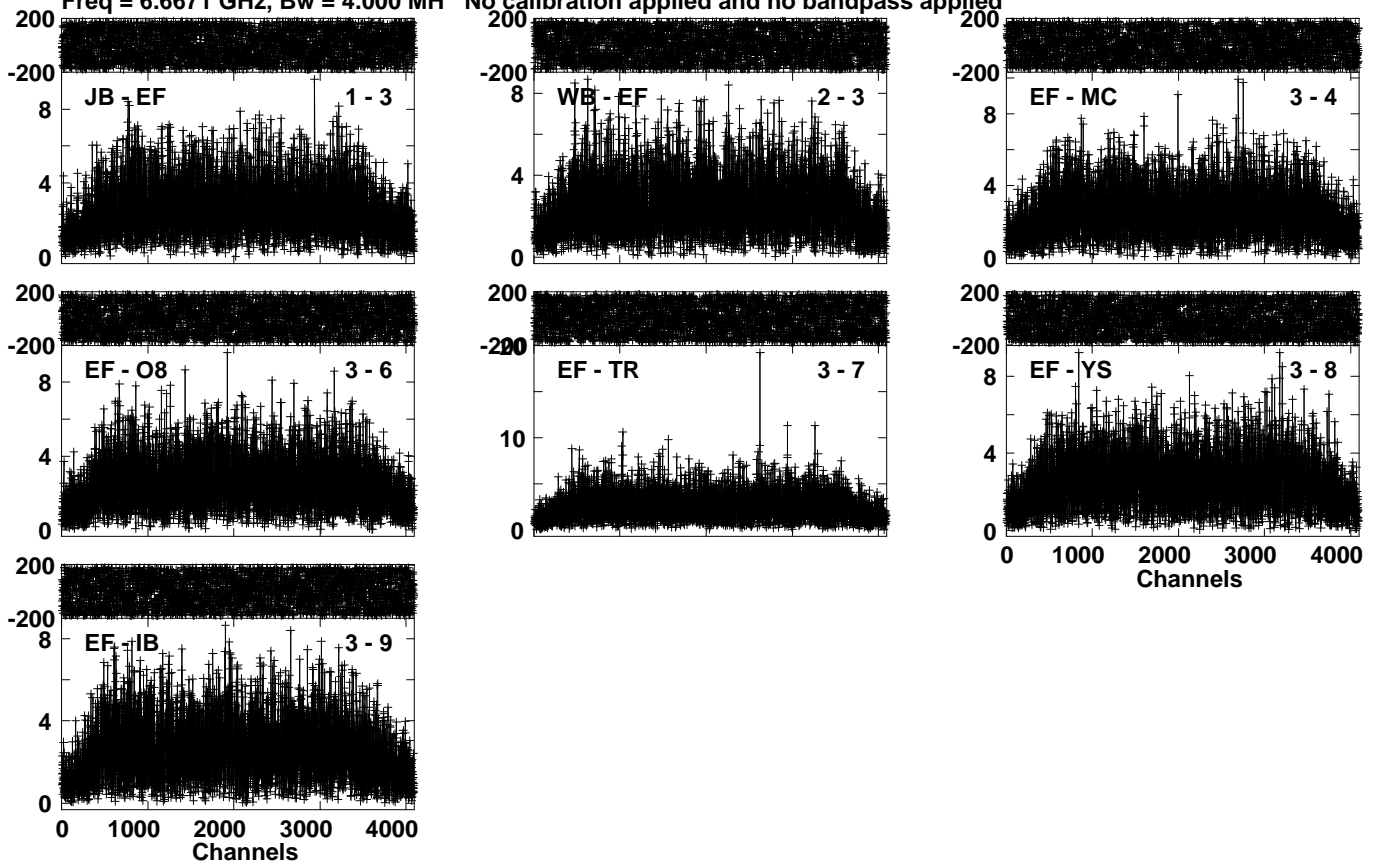 Freq = 6.6671 GHz, Bw = 4.000 MH No calibration applied and no bandpass applied
200 200 200
-200 -200 -200
JB - EF 1 - 3 WB - EF 2 - 3 EF - MC 3 - 4
8 8 8
4 4 4
0 0 0
200 200 200
-200 -200 20 -200
EF - O8 3 - 6 EF - TR 3 - 7 EF - YS 3 - 8
8 8
4 10 4
0 0 0
0 1000 2000 3000 4000
Channels
200
-200
EF - IB 3 - 9
8
4
0
0 1000 2000 3000 4000
Channels